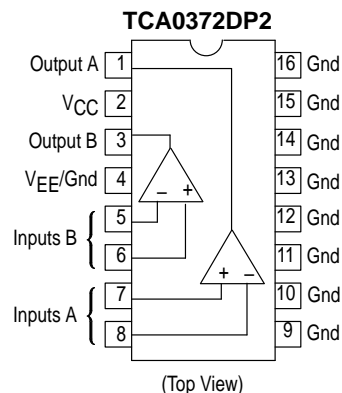 TCA0372DP2
Output A 1 16 Gnd
VCC 2 15 Gnd
Output B 3 14 Gnd
VEE/Gnd 4 13 Gnd
Inputs B { 5 – + 12 Gnd
6 11 Gnd
Inputs A { 7 + – 10 Gnd
8 9 Gnd
(Top View)